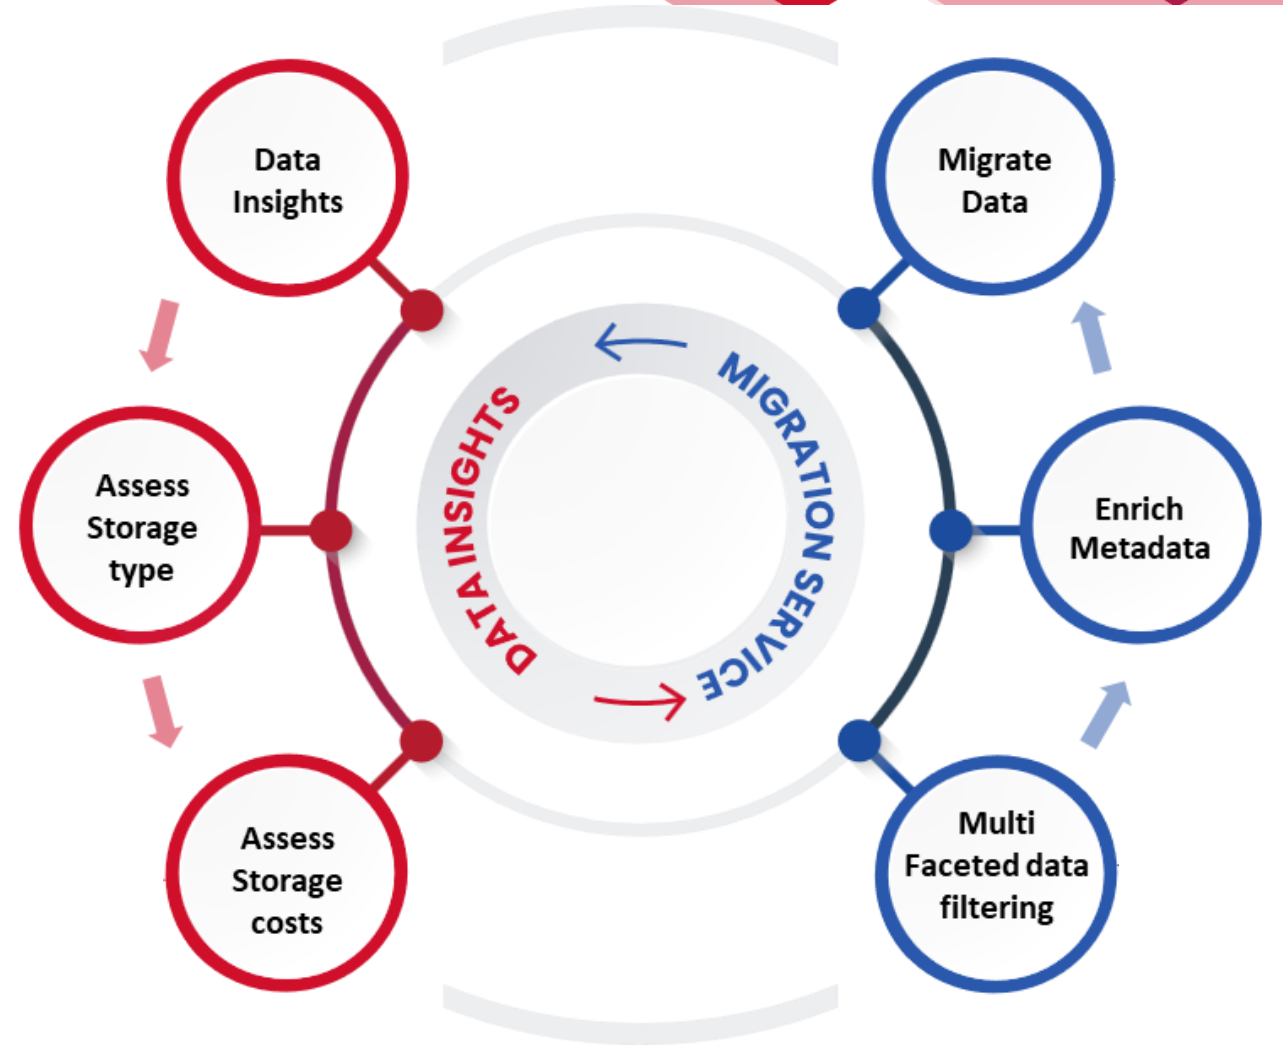 Data
Insights
Assess
Storage
type
Assess
Storage
costs
DATA INSIGHTS
MIGRATION SERVICE
Migrate
Data
Enrich
Metadata
Multi
Faceted data
filtering